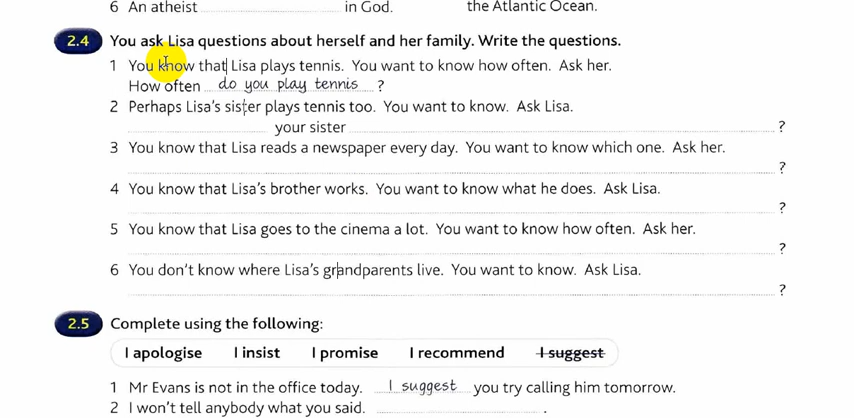 6 An atheist in God. the Atlantic Ocean.
2.4 You ask Lisa questions about herself and her family. Write the questions.
1 You know that Lisa plays tennis. You want to know how often. Ask her.
How often do you play tennis ?
2 Perhaps Lisa's sister plays tennis too. You want to know. Ask Lisa.
your sister ?
3 You know that Lisa reads a newspaper every day. You want to know which one. Ask her.
?
4 You know that Lisa's brother works. You want to know what he does. Ask Lisa.
?
5 You know that Lisa goes to the cinema a lot. You want to know how often. Ask her.
?
6 You don't know where Lisa's grandparents live. You want to know. Ask Lisa.
?
2.5 Complete using the following:
I apologise I insist I promise I recommend I suggest
1 Mr Evans is not in the office today. I suggest you try calling him tomorrow.
2 I won't tell anybody what you said. .